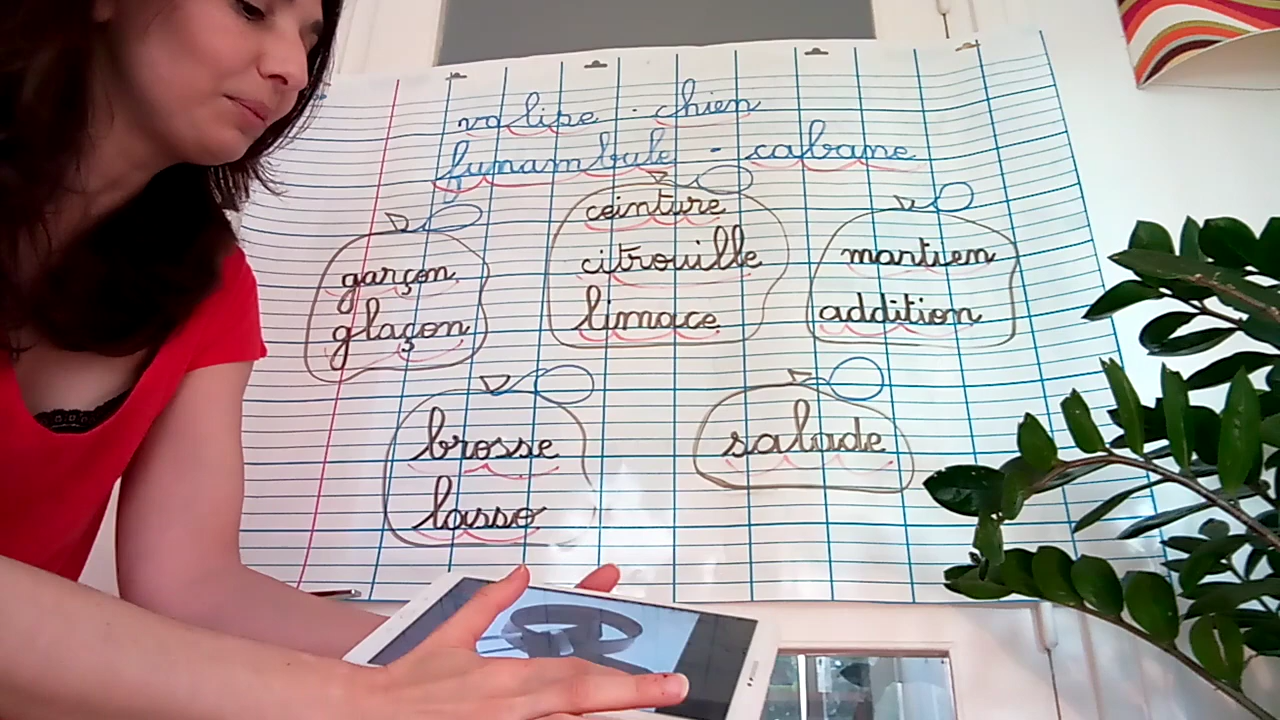 valise - chien
funambule - cabane
garçon
glaçon
ceinture
citrouille
limace
martien
addition
brosse
lasso
salade